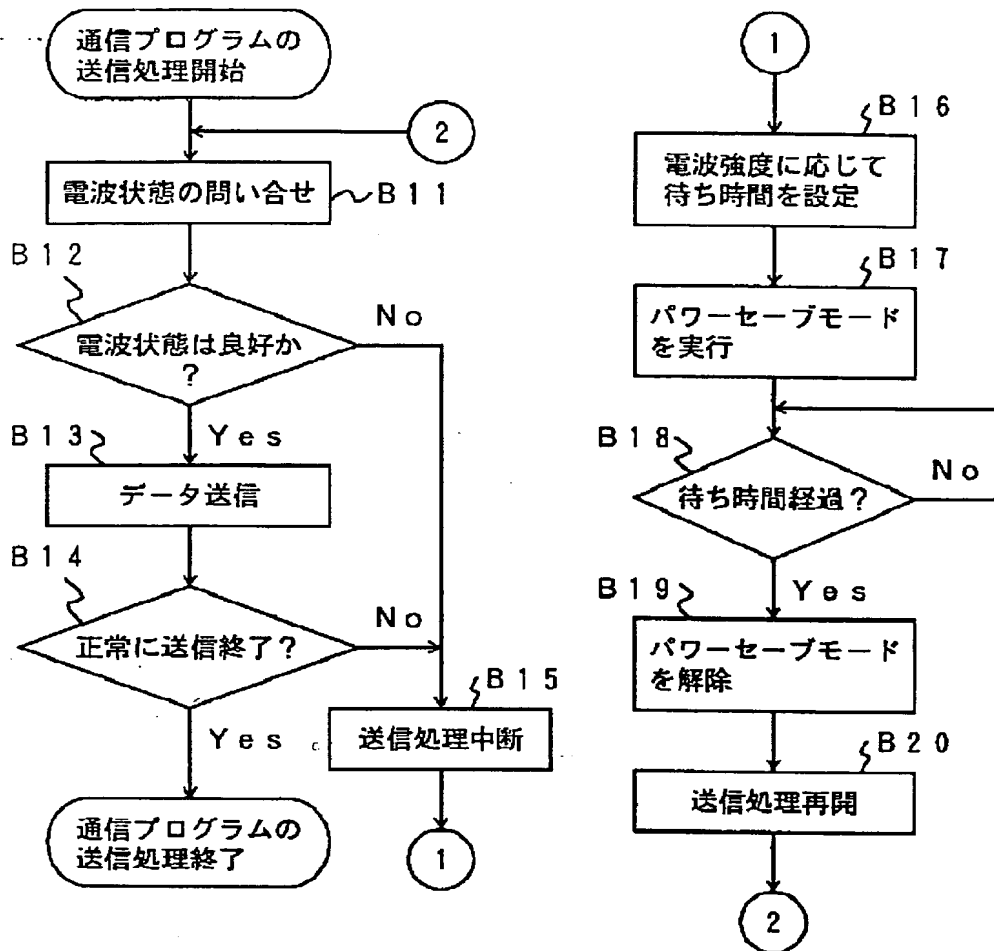 通信プログラムの
送信処理開始
2
電波状態の問い合せ
B11
B12
電波状態は良好か
?
No
Yes
B13
データ送信
B14
正常に送信終了?
No
Yes
B15
送信処理中断
通信プログラムの
送信処理終了
1
1
B16
電波強度に応じて
待ち時間を設定
B17
パワーセーブモード
を実行
B18
待ち時間経過?
No
Yes
B19
パワーセーブモード
を解除
B20
送信処理再開
2